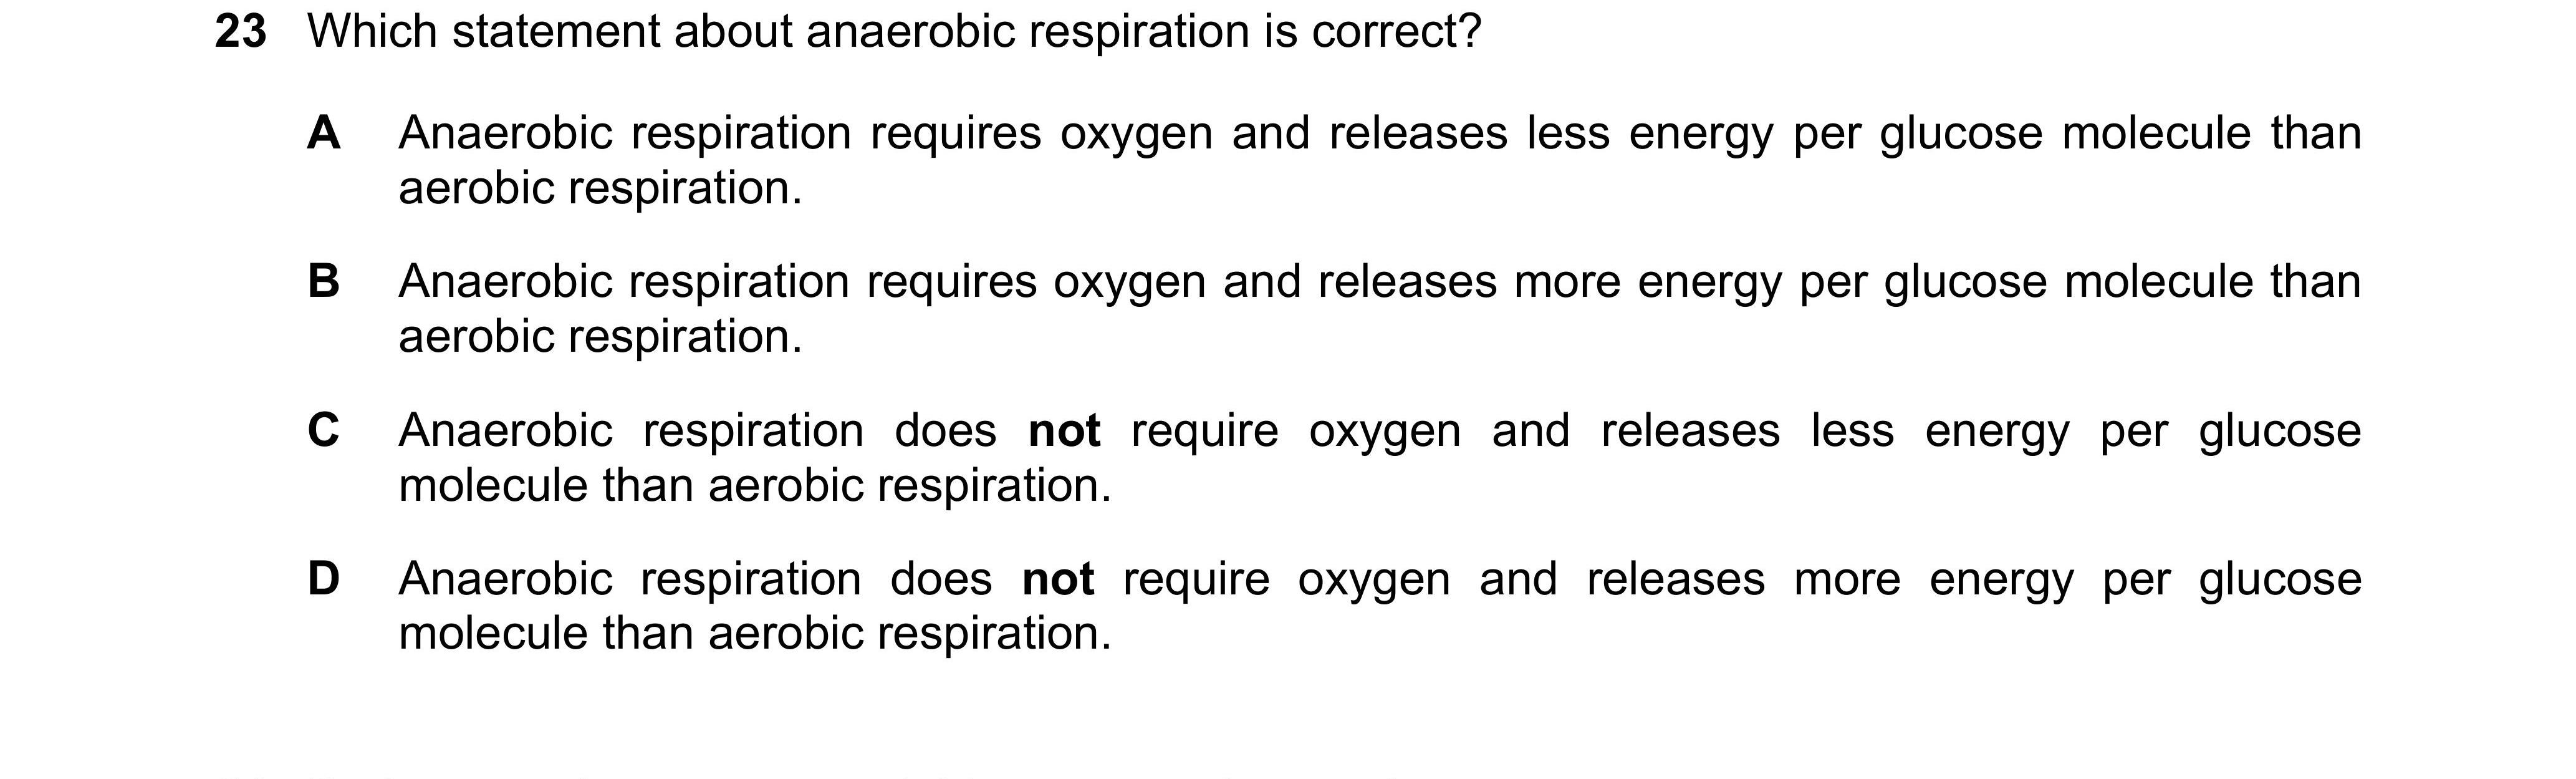 23 Which statement about anaerobic respiration is correct?
A Anaerobic respiration requires oxygen and releases less energy per glucose molecule than
aerobic respiration.
B Anaerobic respiration requires oxygen and releases more energy per glucose molecule than
aerobic respiration.
C Anaerobic respiration does not require oxygen and releases less energy per glucose
molecule than aerobic respiration.
D Anaerobic respiration does not require oxygen and releases more energy per glucose
molecule than aerobic respiration.